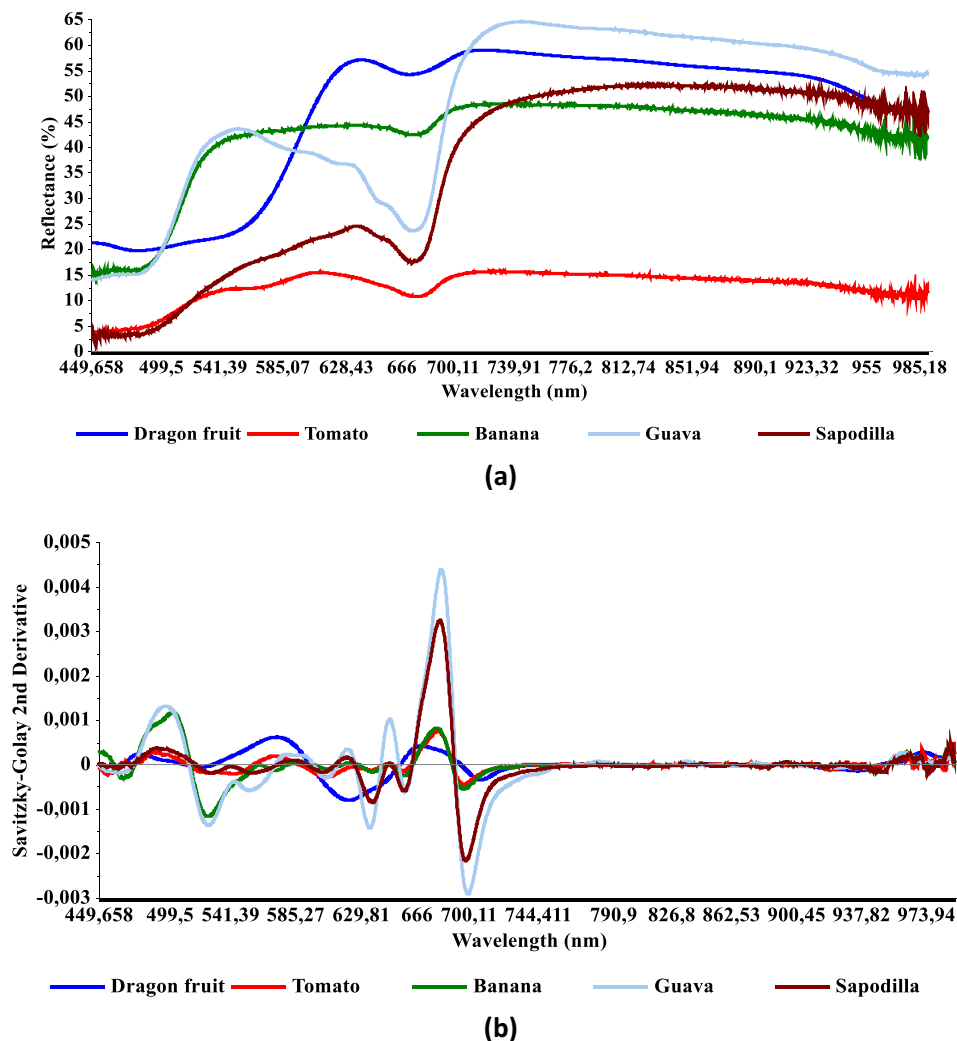 65
60
55
50
45
40
35
30
25
20
15
10
5
0
Reflectance (%)
449,658 499,5 541,39 585,07 628,43 666 700,11 739,91 776,2 812,74 851,94 890,1 923,32 955 985,18
Wavelength (nm)
Dragon fruit Tomato Banana Guava Sapodilla
(a)
0,005
0,004
0,003
0,002
0,001
0
-0,001
-0,002
-0,003
Savitzky-Golay 2nd Derivative
449,658 499,5 541,39 585,27 629,81 666 700,11 744,411 790,9 826,8 862,53 900,45 937,82 973,94
Wavelength (nm)
Dragon fruit Tomato Banana Guava Sapodilla
(b)